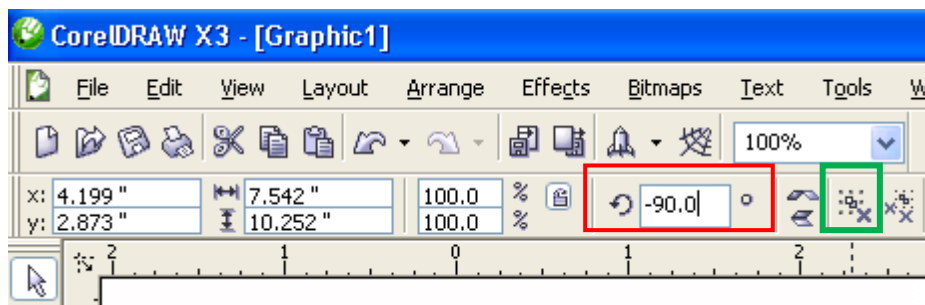 CorelDRAW X3 - [Graphic1]
File Edit View Layout Arrange Effects Bitmaps Text Tools W
100%
x: 4.199 " 7.542 " 100.0 % -90.0 °
y: 2.873 " 10.252 " 100.0 %
2 1 0 1 2